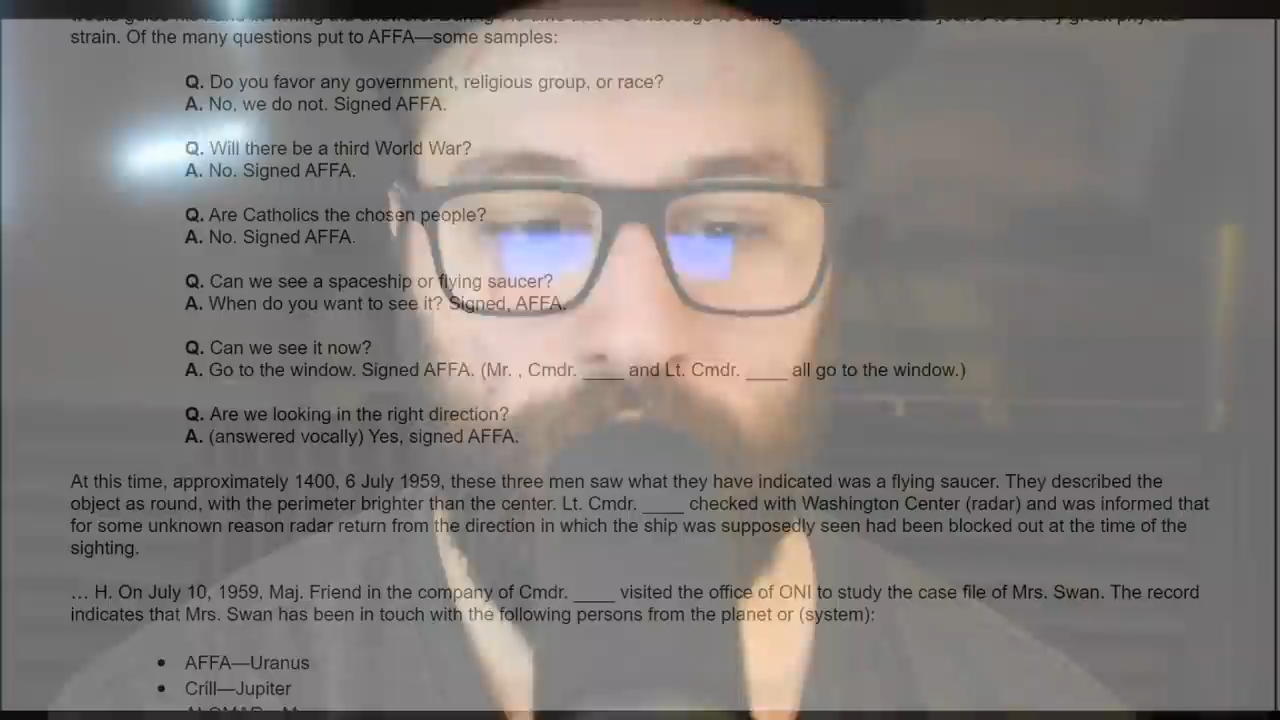 strain. Of the many questions put to AFFA—some samples:
Q. Do you favor any government, religious group, or race?
A. No, we do not. Signed AFFA.
Q. Will there be a third World War?
A. No. Signed AFFA.
Q. Are Catholics the chosen people?
A. No. Signed AFFA.
Q. Can we see a spaceship or flying saucer?
A. When do you want to see it? Signed, AFFA.
Q. Can we see it now?
A. Go to the window. Signed AFFA. (Mr. , Cmdr. ____ and Lt. Cmdr. ____ all go to the window.)
Q. Are we looking in the right direction?
A. (answered vocally) Yes, signed AFFA.
At this time, approximately 1400, 6 July 1959, these three men saw what they have indicated was a flying saucer. They described the
object as round, with the perimeter brighter than the center. Lt. Cmdr. ____ checked with Washington Center (radar) and was informed that
for some unknown reason radar return from the direction in which the ship was supposedly seen had been blocked out at the time of the
sighting.
… H. On July 10, 1959, Maj. Friend in the company of Cmdr. ____ visited the office of ONI to study the case file of Mrs. Swan. The record
indicates that Mrs. Swan has been in touch with the following persons from the planet or (system):
• AFFA—Uranus
• Crill—Jupiter